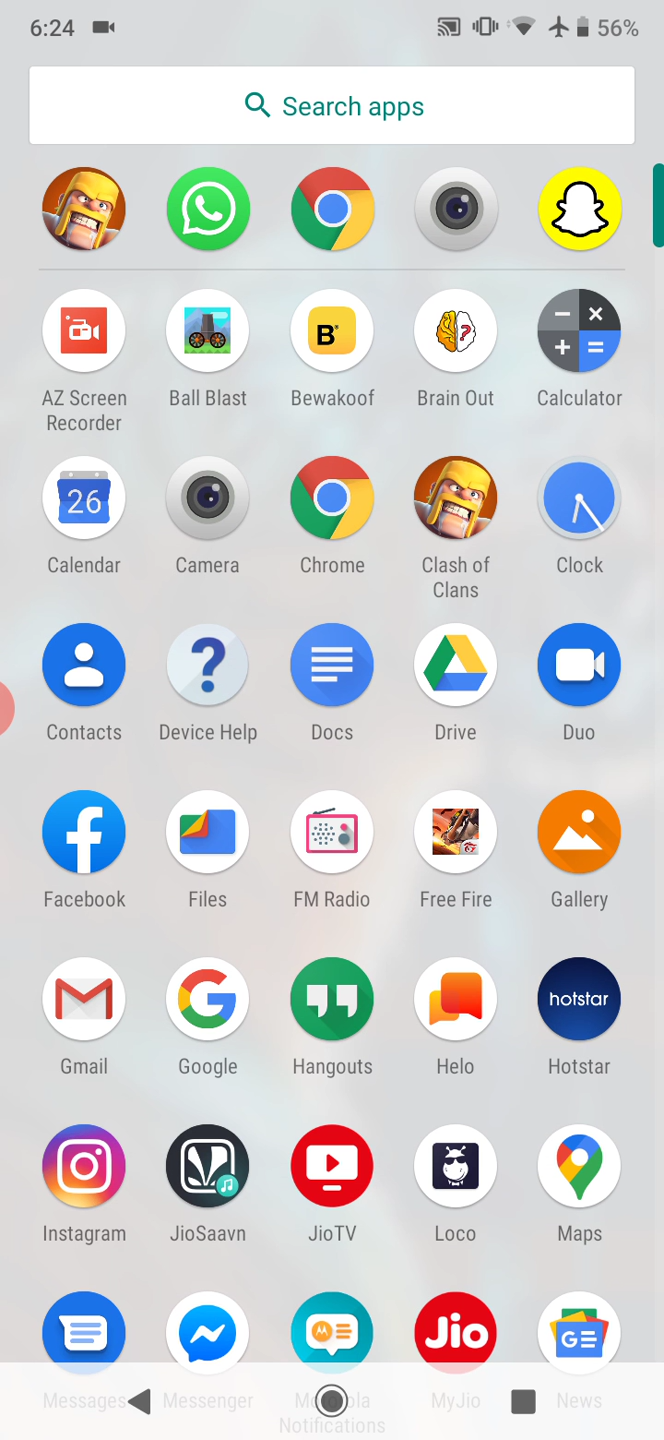 6:24 56%
Search apps
B
AZ Screen Recorder
Ball Blast
Bewakoof
Brain Out
Calculator
26
Calendar
Camera
Chrome
Clash of Clans
Clock
?
Contacts
Device Help
Docs
Drive
Duo
Facebook
Files
FM Radio
Free Fire
Gallery
hotstar
Gmail
Google
Hangouts
Helo
Hotstar
Instagram
JioSaavn
JioTV
Loco
Maps
Jio
GE
Messages
Messenger
Motorola Notifications
MyJio
News